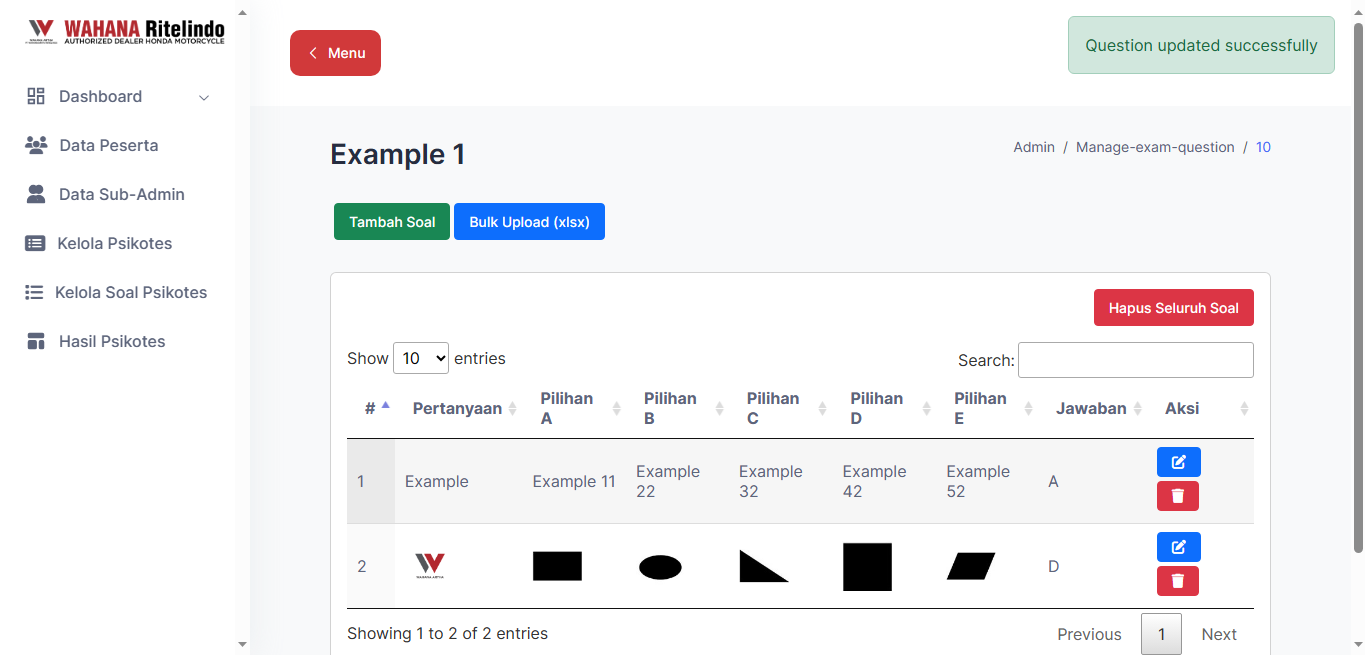 WAHANA Ritelindo
AUTHORIZED DEALER HONDA MOTORCYCLE
Menu
Question updated successfully
Dashboard
Data Peserta
Data Sub-Admin
Kelola Psikotes
Kelola Soal Psikotes
Hasil Psikotes
Example 1
Admin / Manage-exam-question / 10
Tambah Soal
Bulk Upload (xlsx)
Hapus Seluruh Soal
Show 10 entries
Search:
# Pertanyaan Pilihan A Pilihan B Pilihan C Pilihan D Pilihan E Jawaban Aksi
1 Example Example 11 Example 22 Example 32 Example 42 Example 52 A
2 D
Showing 1 to 2 of 2 entries
Previous 1 Next